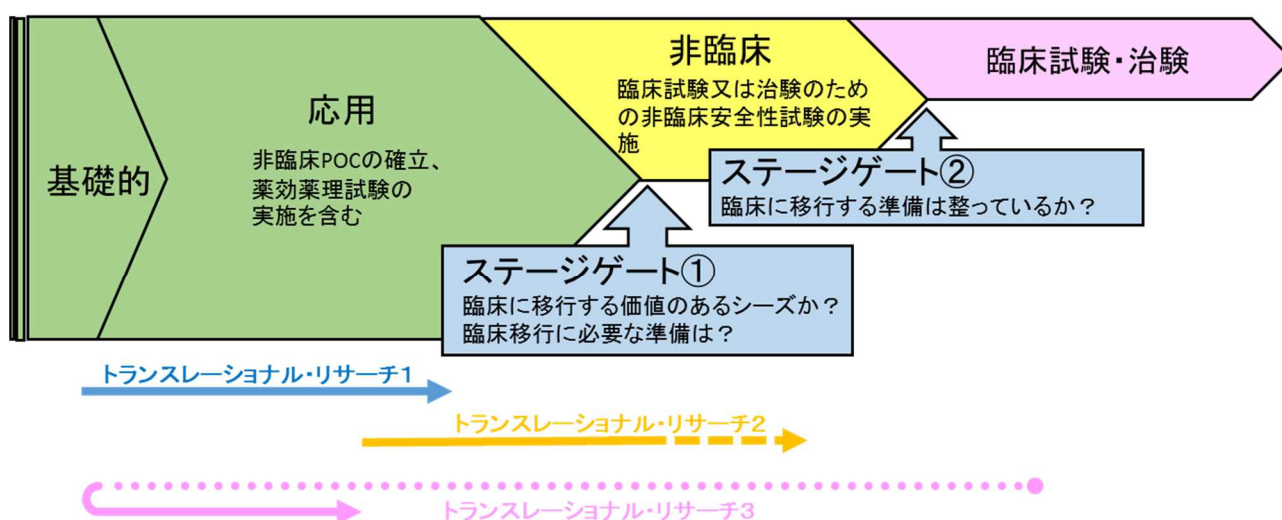 基礎的
応用
非臨床POCの確立、
薬効薬理試験の
実施を含む
非臨床
臨床試験又は治験のため
の非臨床安全性試験の実
施
臨床試験・治験
ステージゲート①
臨床に移行する価値のあるシーズか？
臨床移行に必要な準備は？
ステージゲート②
臨床に移行する準備は整っているか？
トランスレーショナル・リサーチ1
トランスレーショナル・リサーチ2
トランスレーショナル・リサーチ3